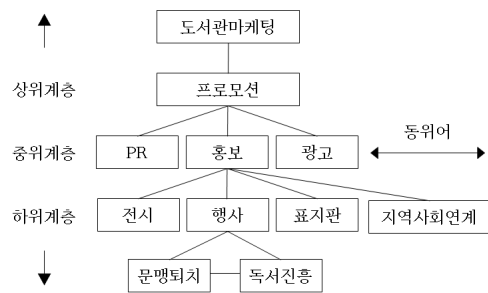 도서관마케팅
상위계층 프로모션
동위어
중위계층 PR 홍보 광고
하위계층 전시 행사 표지판 지역사회연계
문맹퇴치 독서진흥